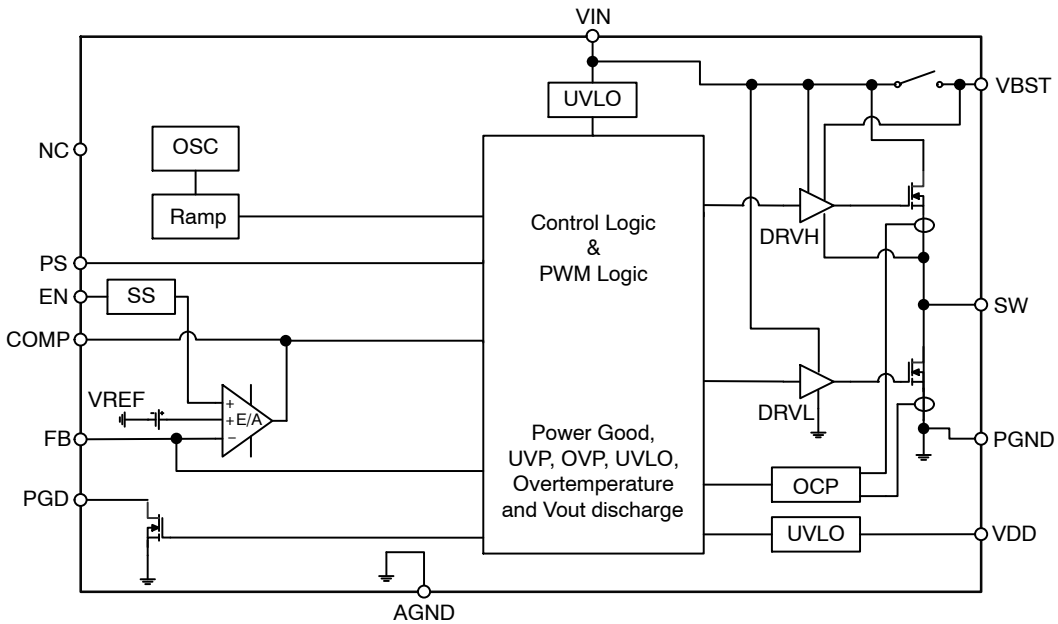 VIN
VBST
UVLO
NC
OSC
Ramp
Control Logic
&
PWM Logic
DRVH
PS
EN
SS
SW
COMP
VREF
+
+E/A
−
DRVL
FB
PGND
Power Good,
UVP, OVP, UVLO,
Overtemperature
and Vout discharge
OCP
PGD
UVLO
VDD
AGND